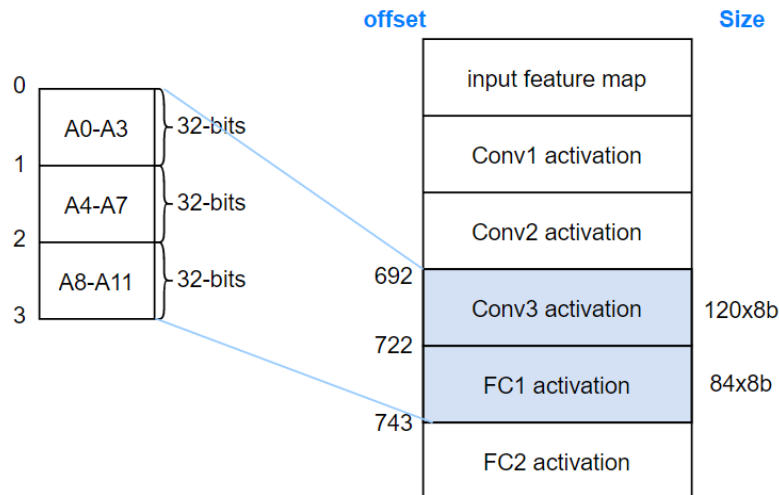 offset
Size
0
A0-A3
32-bits
1
A4-A7
32-bits
2
A8-A11
32-bits
3
input feature map
Conv1 activation
Conv2 activation
692
Conv3 activation
120x8b
722
FC1 activation
84x8b
743
FC2 activation